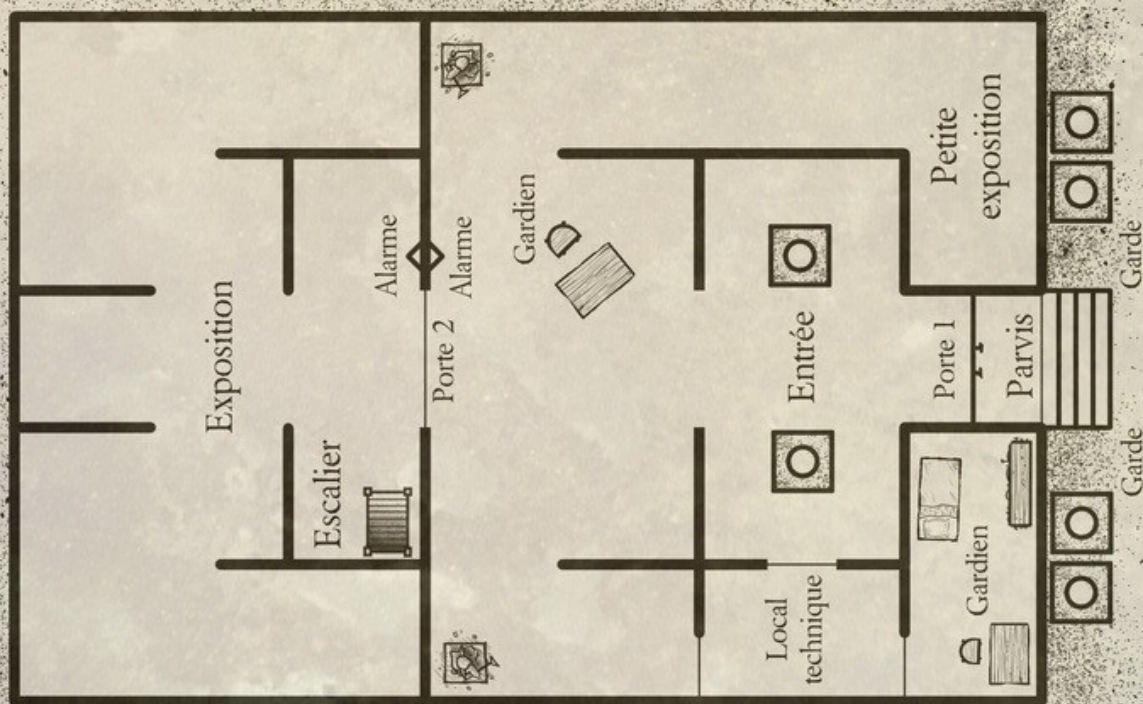 Exposition
Escalier
Alarme
Alarme
Porte 2
Gardien
Entrée
Local
technique
Petite
exposition
Porte 1
Parvis
Gardien
Garde
Garde